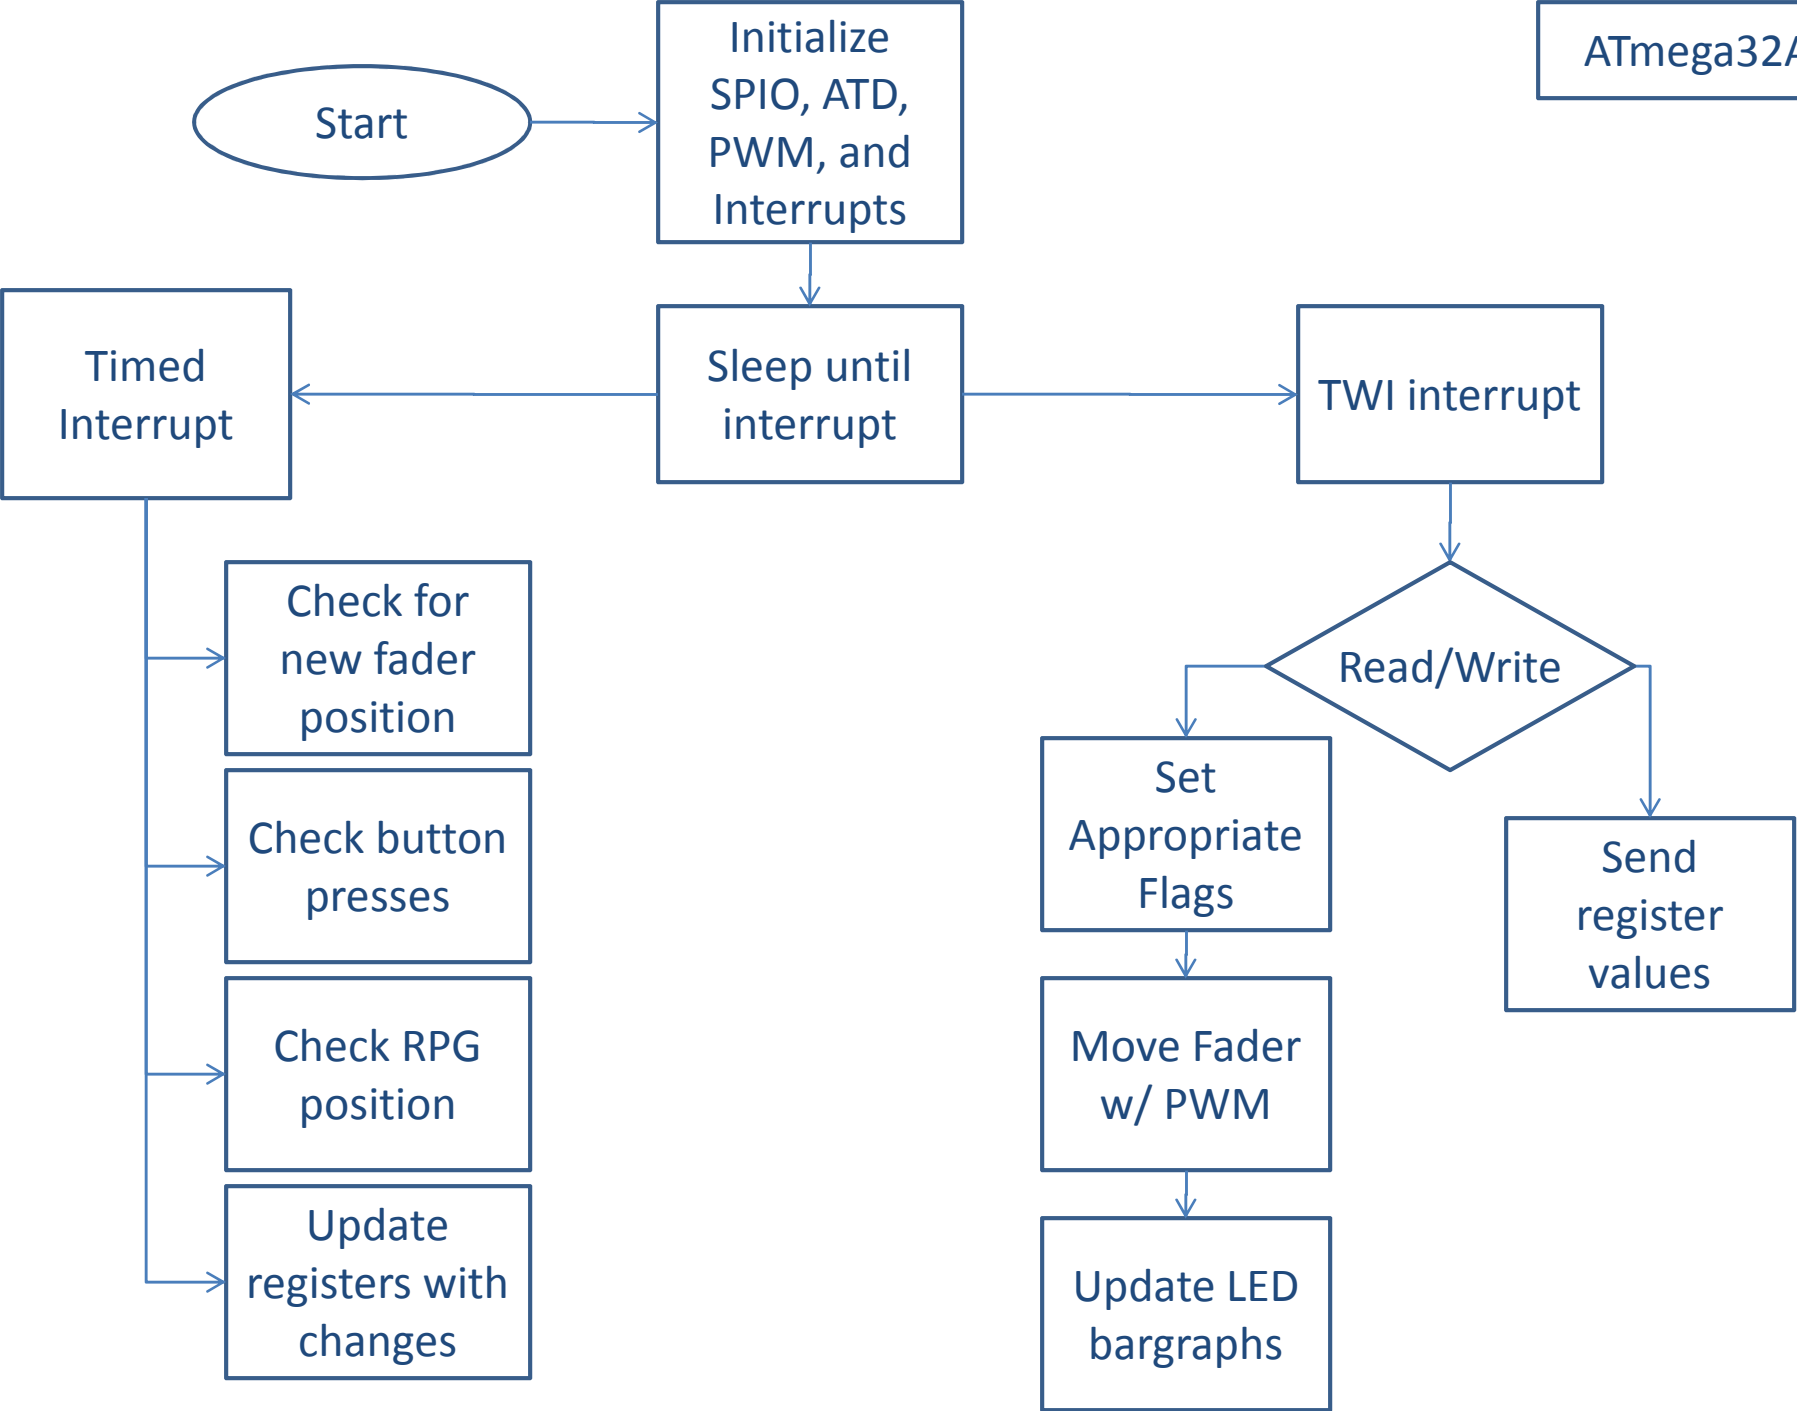 Initialize
SPIO, ATD,
PWM, and
Interrupts
ATmega32A
Start
Timed
Interrupt
Sleep until
interrupt
TWI interrupt
Check for
new fader
position
Read/Write
Check button
presses
Set
Appropriate
Flags
Send
register
values
Check RPG
position
Move Fader
w/ PWM
Update
registers with
changes
Update LED
bargraphs